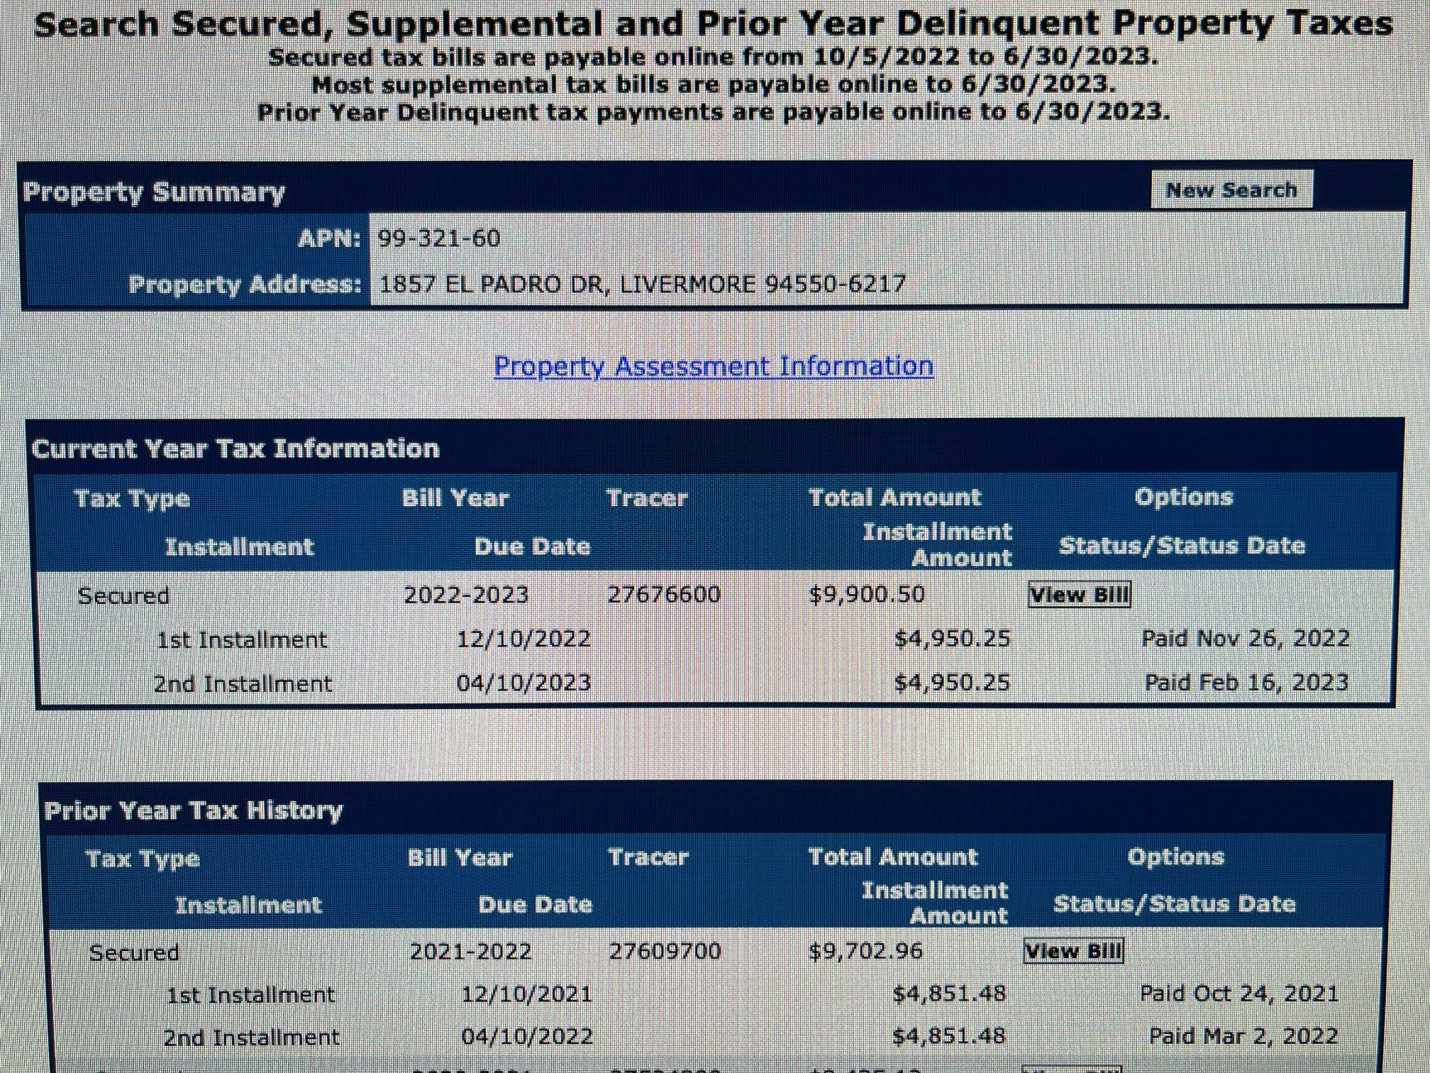 Search Secured, Supplemental and Prior Year Delinquent Property Taxes
Secured tax bills are payable online from 10/5/2022 to 6/30/2023.
Most supplemental tax bills are payable online to 6/30/2023.
Prior Year Delinquent tax payments are payable online to 6/30/2023.
Property Summary New Search
APN: 99-321-60
Property Address: 1857 EL PADRO DR, LIVERMORE 94550-6217
Property Assessment Information
Current Year Tax Information
Tax Type Bill Year Tracer Total Amount Options
Installment Due Date Installment Amount Status/Status Date
Secured 2022-2023 27676600 $9,900.50 View Bill
1st Installment 12/10/2022 $4,950.25 Paid Nov 26, 2022
2nd Installment 04/10/2023 $4,950.25 Paid Feb 16, 2023
Prior Year Tax History
Tax Type Bill Year Tracer Total Amount Options
Installment Due Date Installment Amount Status/Status Date
Secured 2021-2022 27609700 $9,702.96 View Bill
1st Installment 12/10/2021 $4,851.48 Paid Oct 24, 2021
2nd Installment 04/10/2022 $4,851.48 Paid Mar 2, 2022